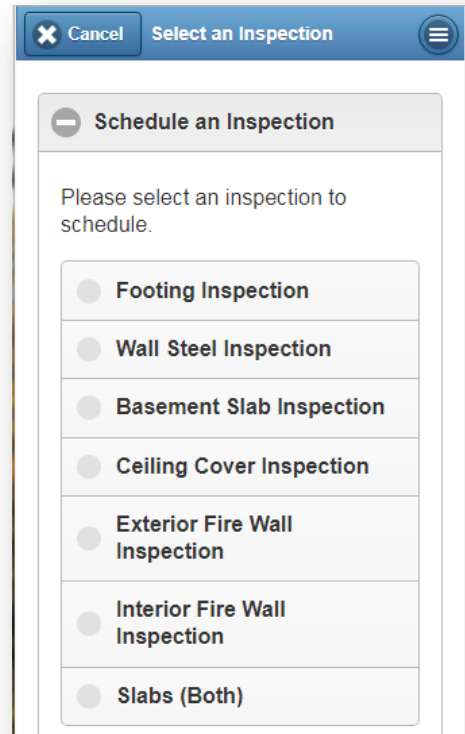 Cancel
Select an Inspection
Schedule an Inspection
Please select an inspection to
schedule.
Footing Inspection
Wall Steel Inspection
Basement Slab Inspection
Ceiling Cover Inspection
Exterior Fire Wall
Inspection
Interior Fire Wall
Inspection
Slabs (Both)